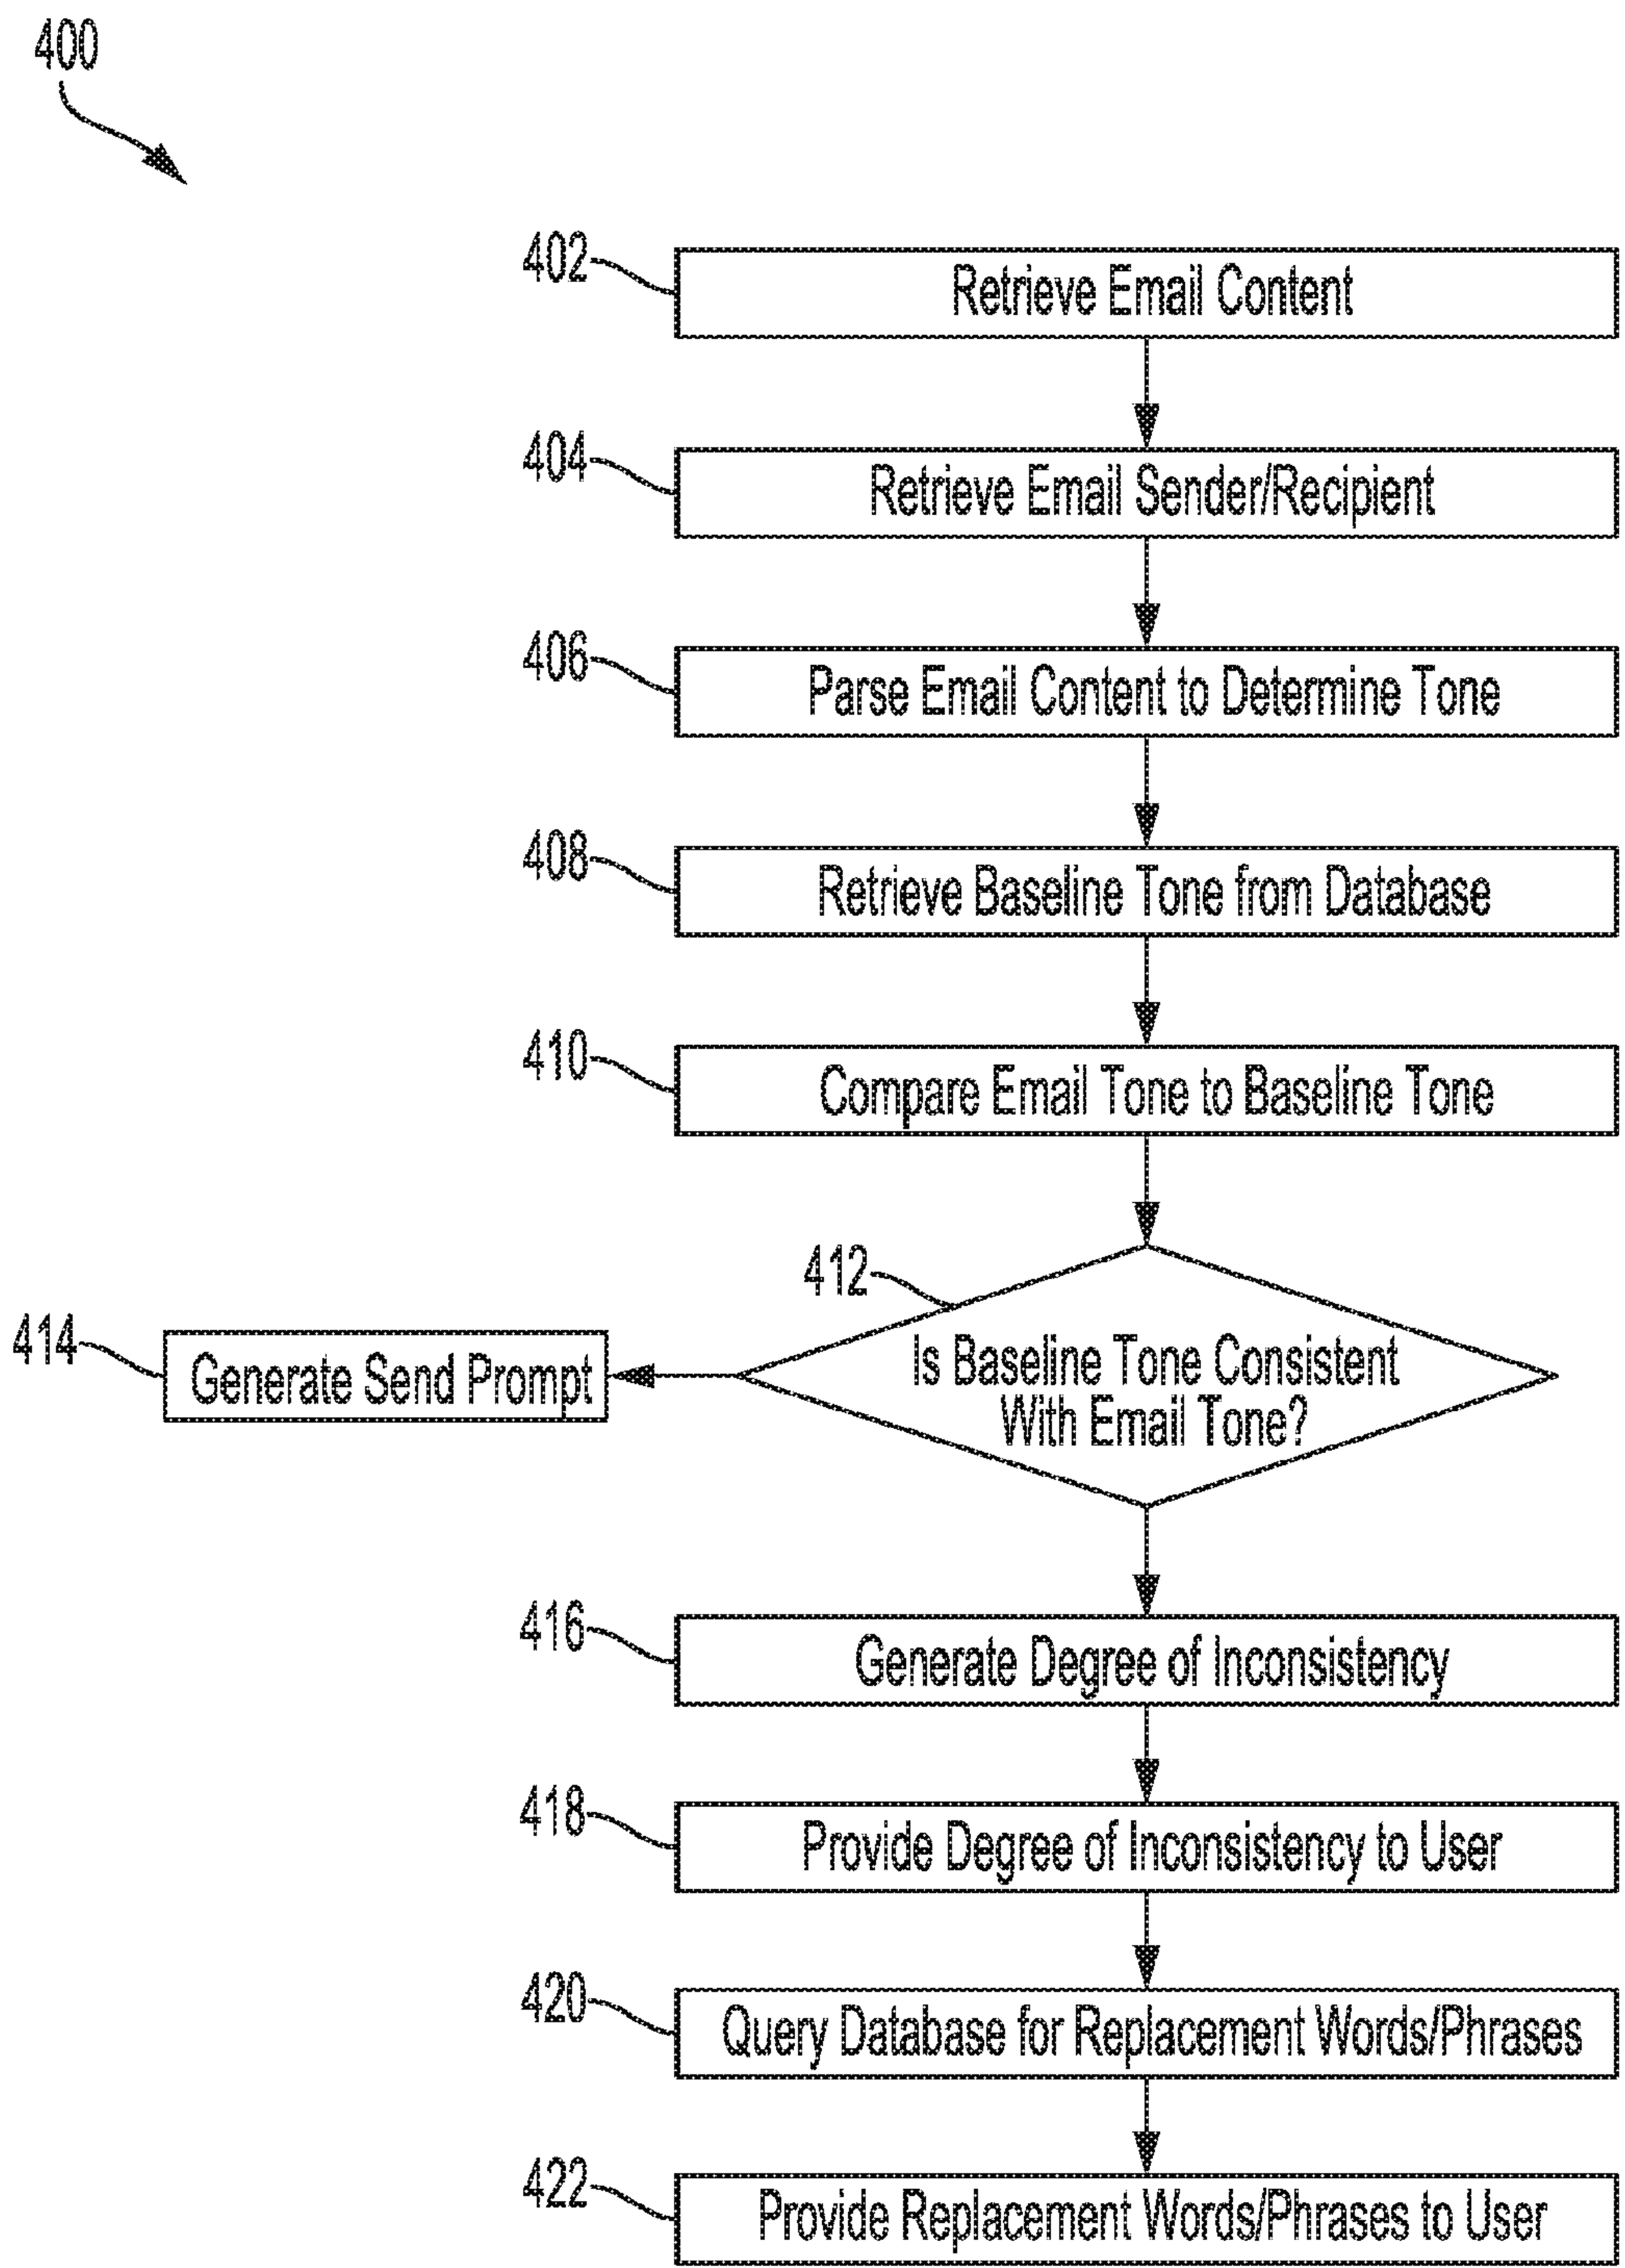 400
402
Retrieve Email Content
404
Retrieve Email Sender/Recipient
406
Parse Email Content to Determine Tone
408
Retrieve Baseline Tone from Database
410
Compare Email Tone to Baseline Tone
412
Is Baseline Tone Consistent
With Email Tone?
414
Generate Send Prompt
416
Generate Degree of Inconsistency
418
Provide Degree of Inconsistency to User
420
Query Database for Replacement Words/Phrases
422
Provide Replacement Words/Phrases to User